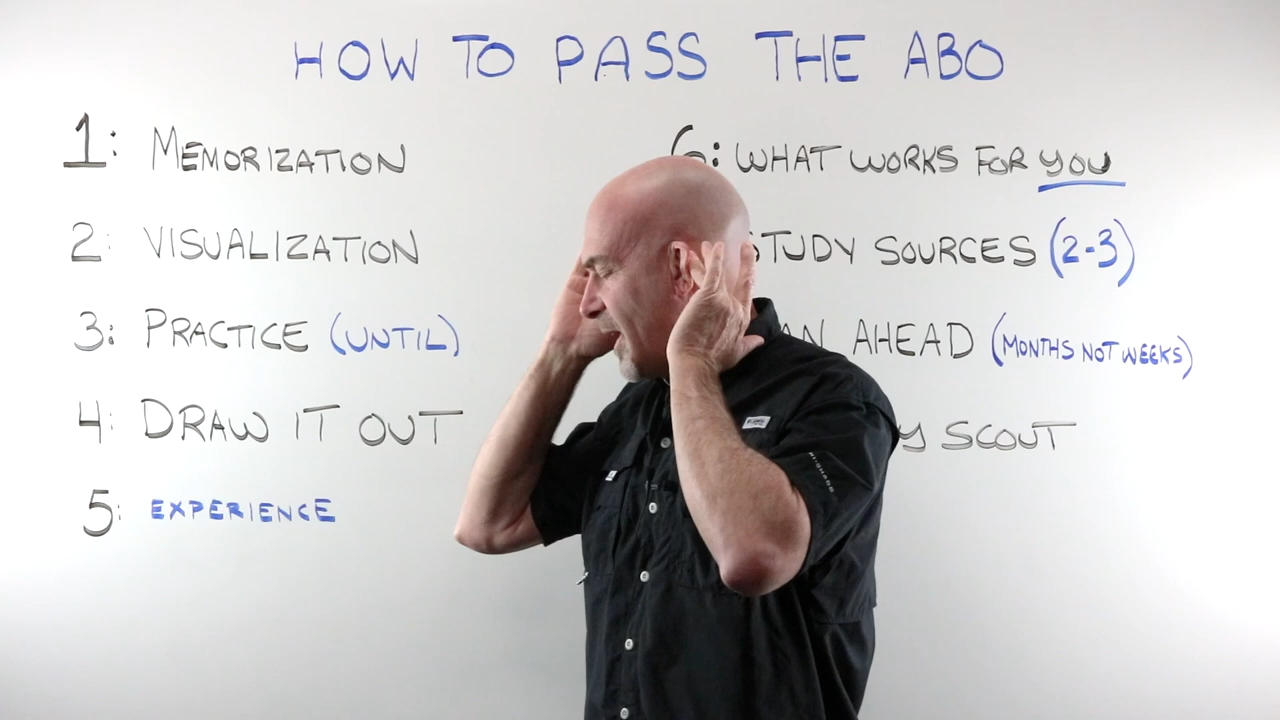 HOW TO PASS THE ABO
1: MEMORIZATION
2: VISUALIZATION
3: PRACTICE (UNTIL)
4: DRAW IT OUT
5: EXPERIENCE
6: WHAT WORKS FOR YOU
STUDY SOURCES (2-3)
AHEAD (MONTHS NOT WEEKS)
SCOUT